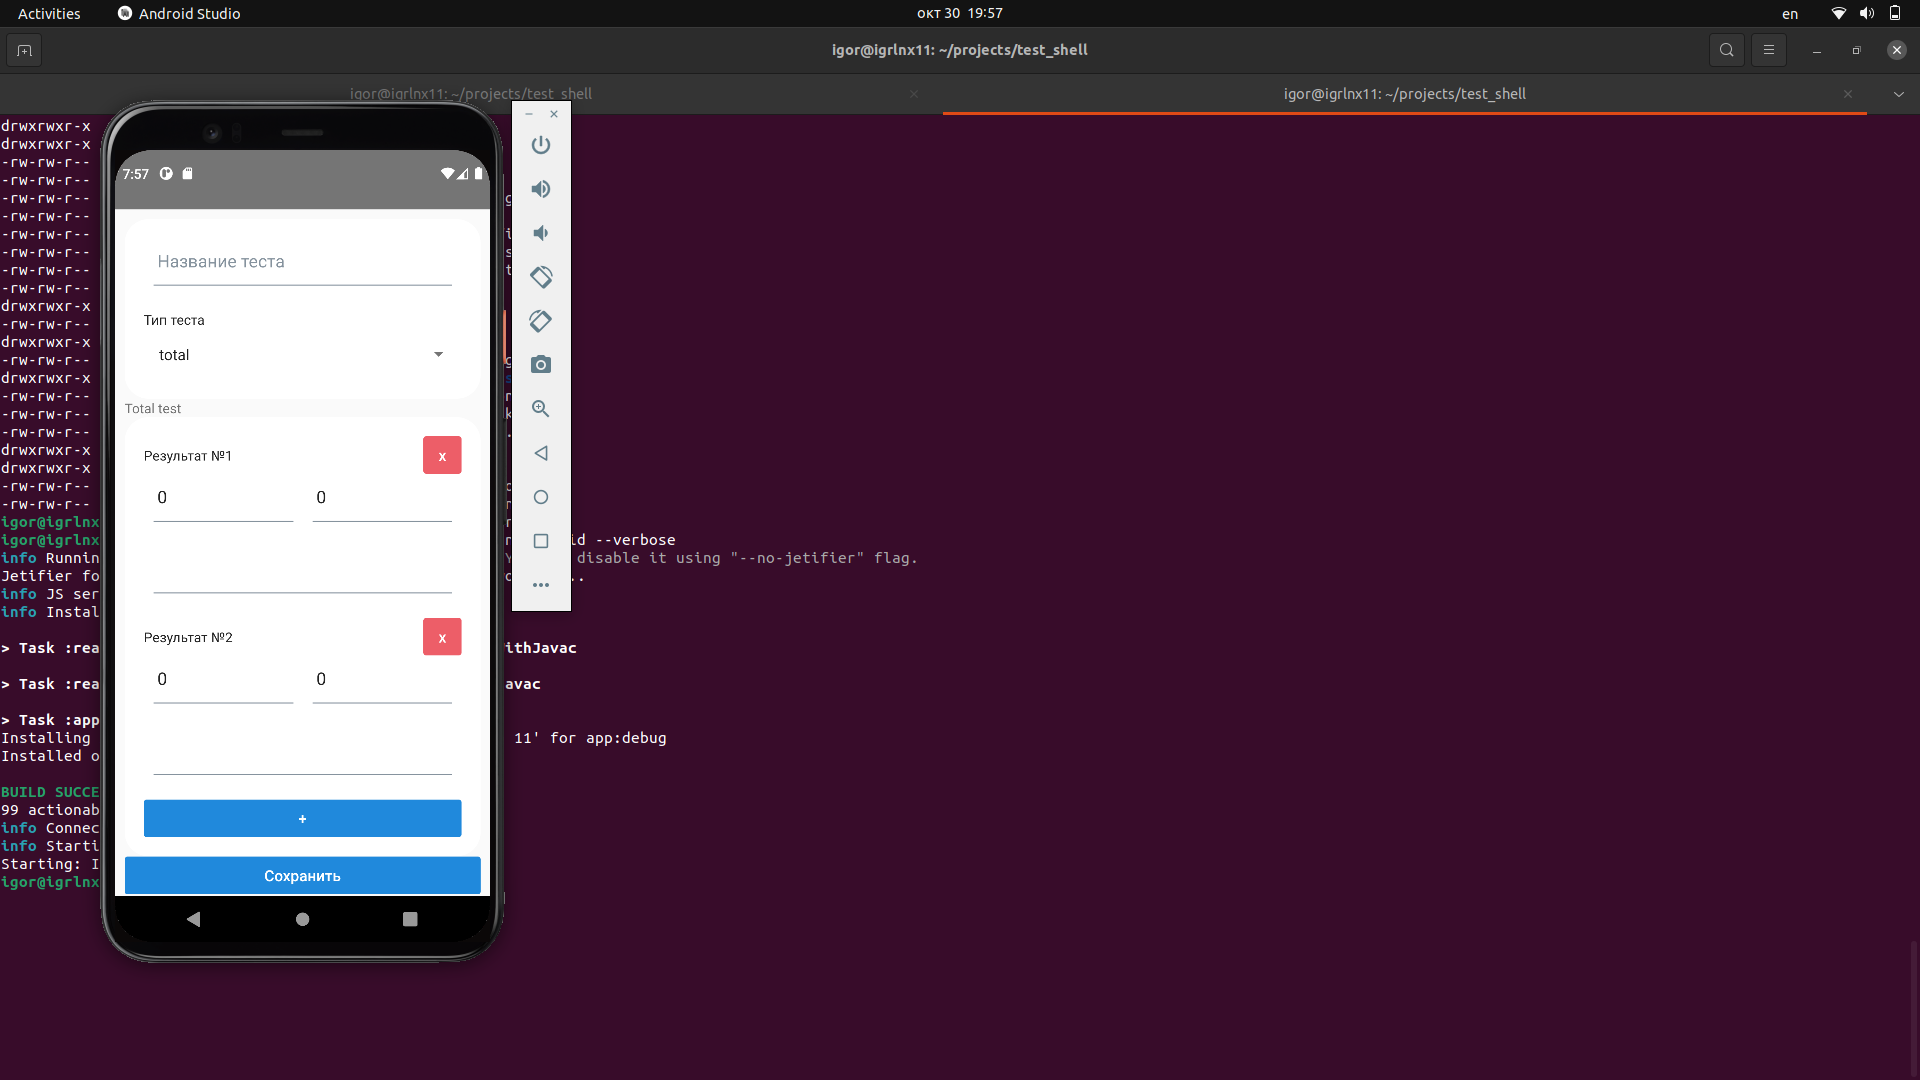 Activities
Android Studio
окт 30 19:57
en
igor@igrlnx11: ~/projects/test_shell
igor@igrlnx11: ~/projects/test_shell
igor@igrlnx11: ~/projects/test_shell
drwxrwxr-x
drwxrwxr-x
-rw-rw-r--
-rw-rw-r--
-rw-rw-r--
-rw-rw-r--
-rw-rw-r--
-rw-rw-r--
-rw-rw-r--
-rw-rw-r--
drwxrwxr-x
-rw-rw-r--
drwxrwxr-x
-rw-rw-r--
drwxrwxr-x
-rw-rw-r--
-rw-rw-r--
-rw-rw-r--
drwxrwxr-x
drwxrwxr-x
-rw-rw-r--
-rw-rw-r--
igor@igrlnx
igor@igrlnx id --verbose
info Runnin disable it using "--no-jetifier" flag.
Jetifier fo ..
info JS ser
info Instal
> Task :rea ithJavac
> Task :rea avac
> Task :app
Installing 11' for app:debug
Installed o
BUILD SUCCE
99 actionab
info Connec
info Starti
Starting: I
igor@igrlnx
7:57
Название теста
Тип теста
total
Total test
Результат №1
x
0 0
Результат №2
x
0 0
+
Сохранить